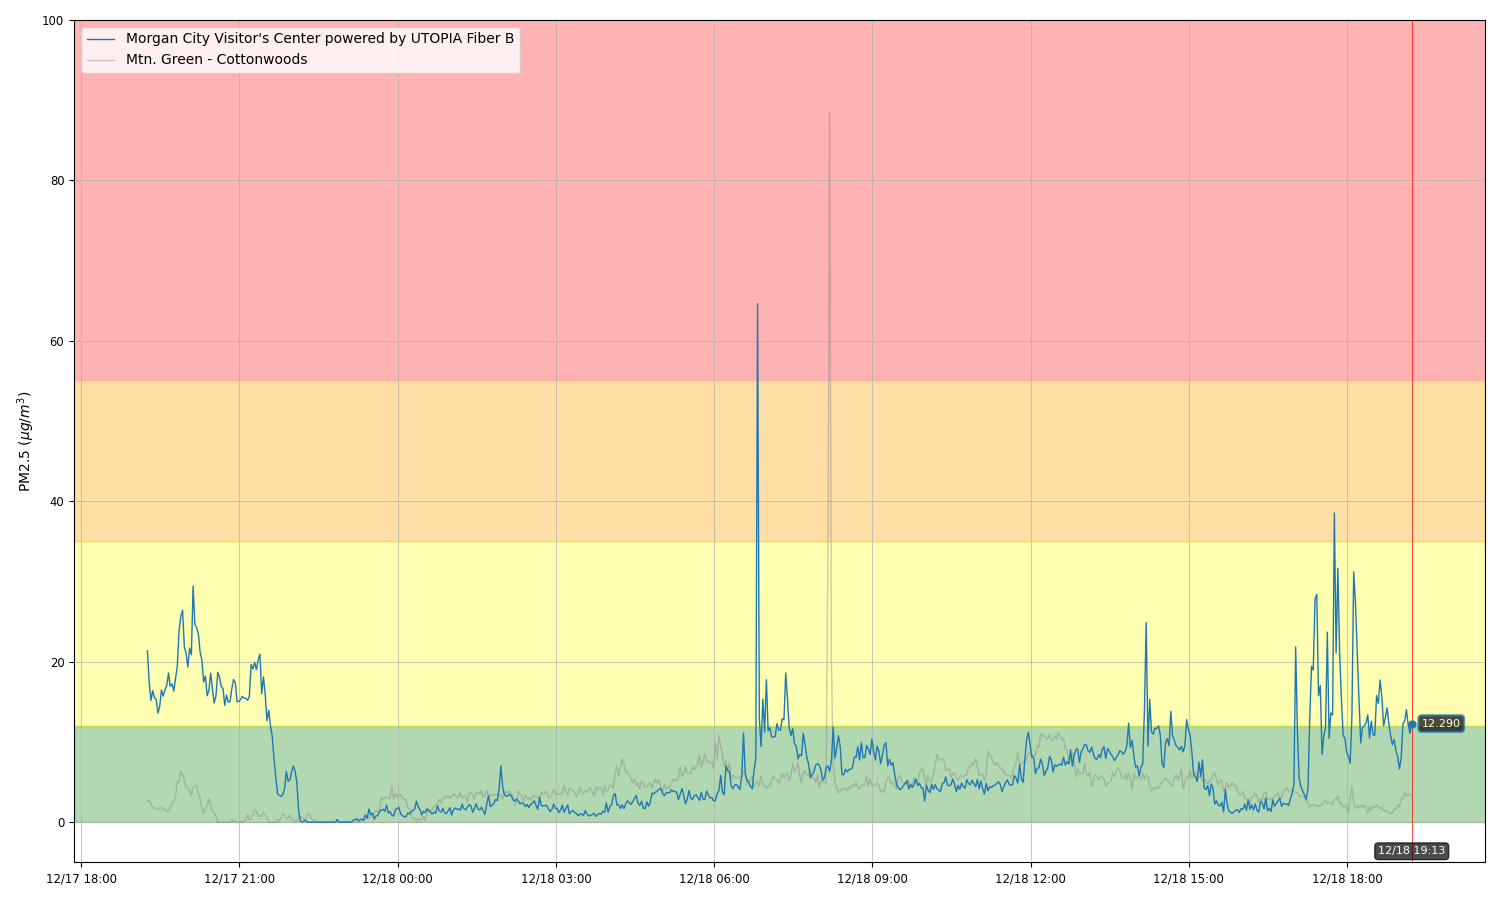 100
Morgan City Visitor's Center powered by UTOPIA Fiber B
Mtn. Green - Cottonwoods
80
60
PM2.5 (μg/m³)
40
20
12.290
0
12/18 19:13
12/17 18:00 12/17 21:00 12/18 00:00 12/18 03:00 12/18 06:00 12/18 09:00 12/18 12:00 12/18 15:00 12/18 18:00